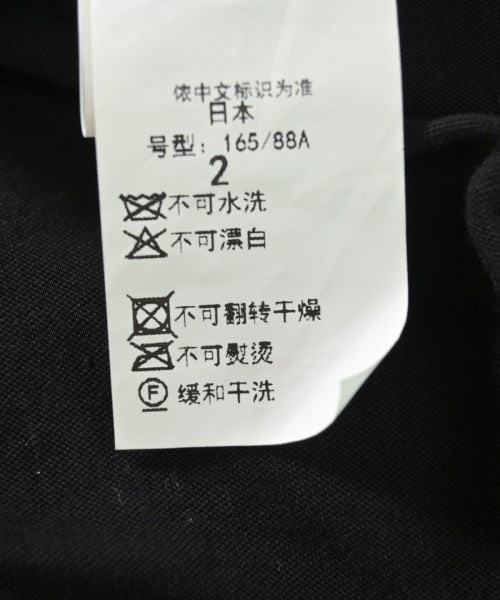 侬中文标识为准
日本
号型：165/88A
2
不可水洗
不可漂白
不可翻转干燥
不可熨烫
F 缓和干洗